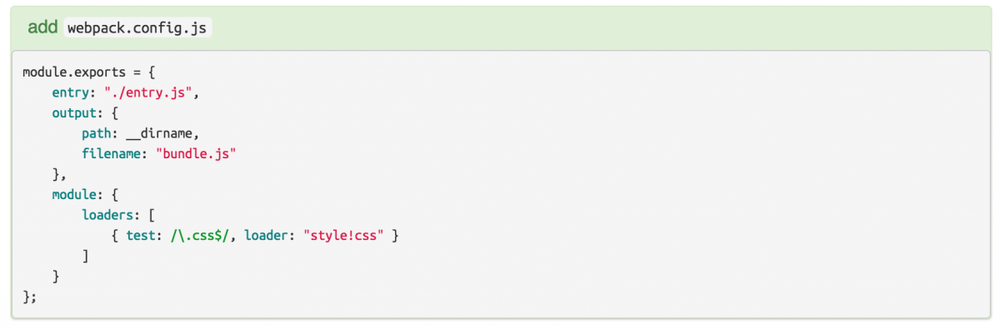 add webpack.config.js
module.exports = {
    entry: "./entry.js",
    output: {
        path: __dirname,
        filename: "bundle.js"
    },
    module: {
        loaders: [
            { test: /\.css$/, loader: "style!css" }
        ]
    }
};